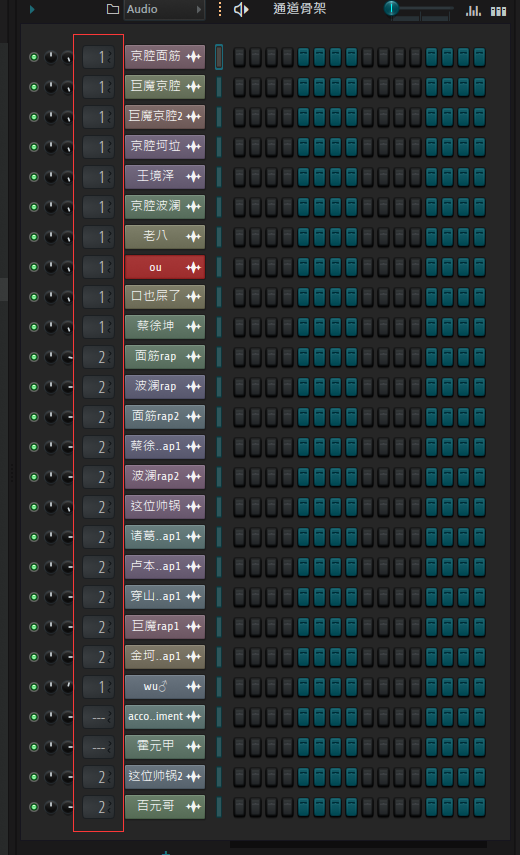 Audio 通道骨架
1 京腔面筋
1 巨魔京腔
1 巨魔京腔2
1 京腔坷垃
1 王境泽
1 京腔波澜
1 老八
1 ou
1 口也屎了
1 蔡徐坤
2 面筋rap
2 波澜rap
2 面筋rap2
2 蔡徐..ap1
2 波澜rap2
2 这位帅锅
2 诸葛..ap1
2 卢本..ap1
2 穿山..ap1
2 巨魔rap1
2 金坷..ap1
1 wu♂
--- acco..iment
--- 霍元甲
2 这位帅锅2
2 百元哥